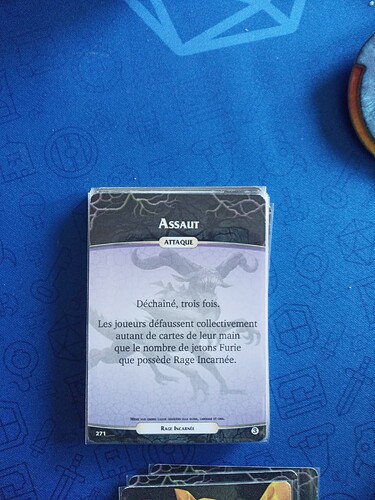 Assaut
ATTAQUE
Déchaîné, trois fois.
Les joueurs défaussent collectivement
autant de cartes de leur main
que le nombre de jetons Furie
que possède Rage Incarnée.
271
Rage Incarnée
3